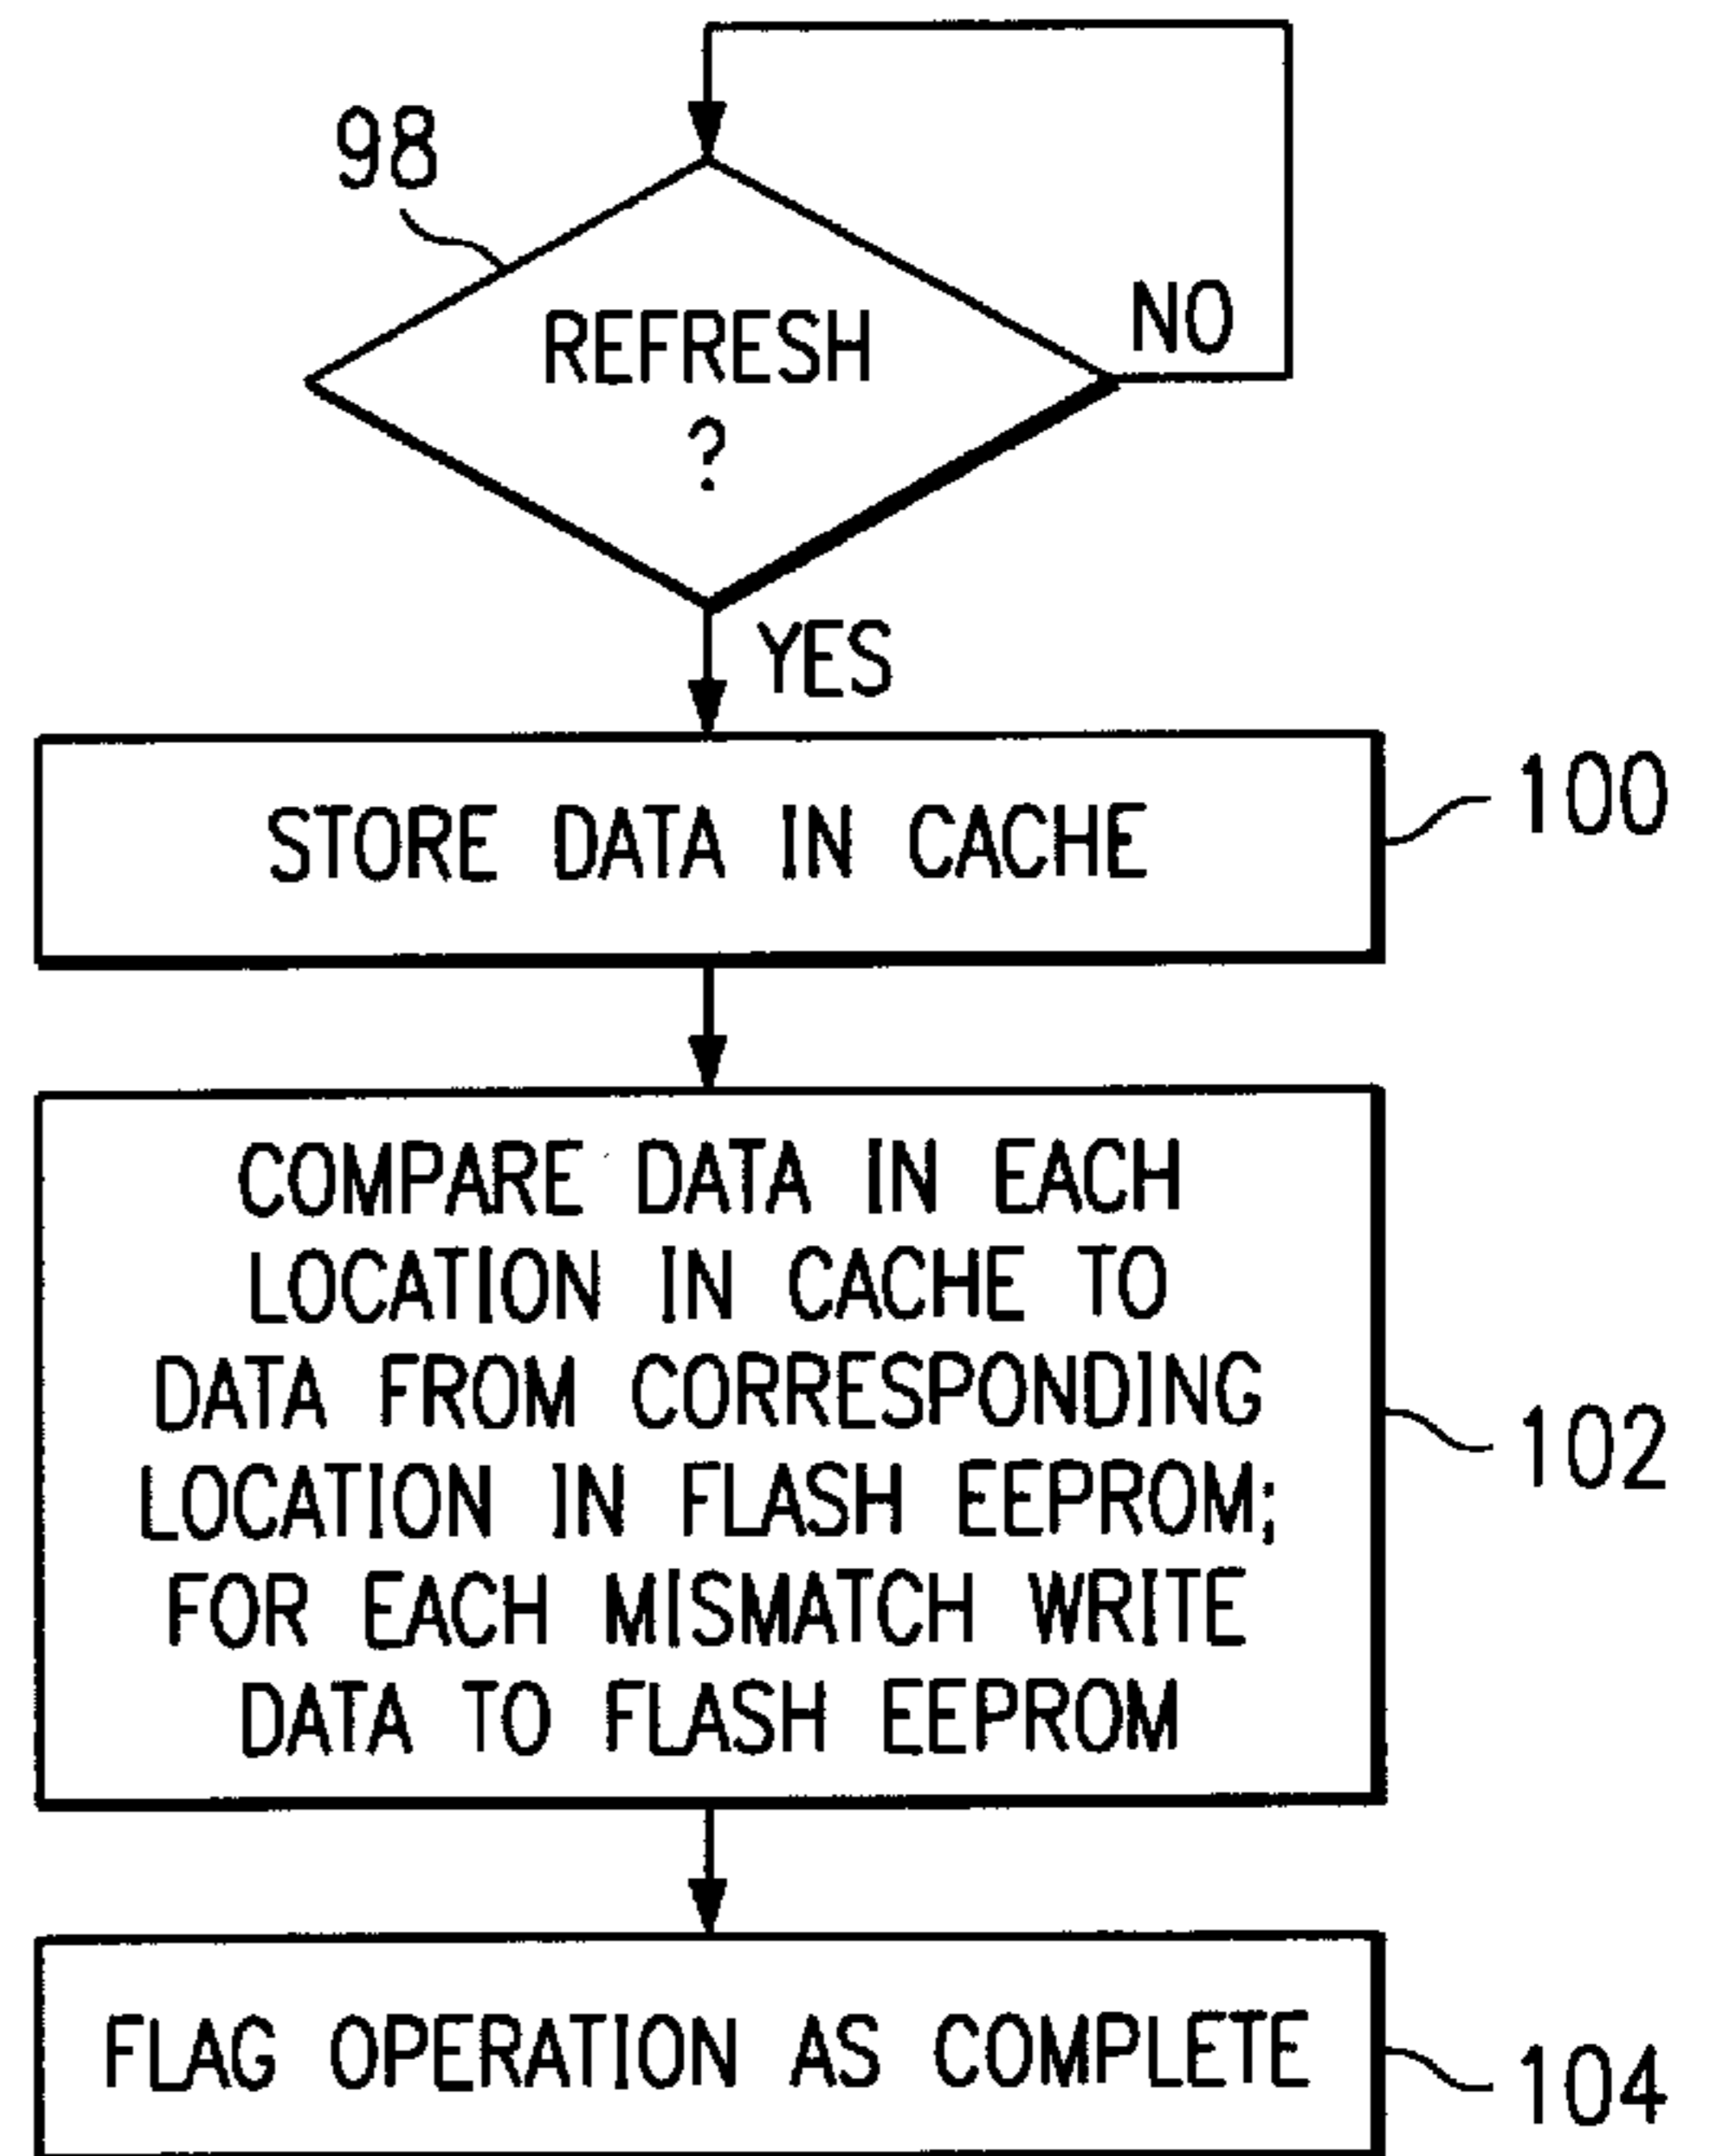 98
REFRESH
?
NO
YES
STORE DATA IN CACHE
100
COMPARE DATA IN EACH
LOCATION IN CACHE TO
DATA FROM CORRESPONDING
LOCATION IN FLASH EEPROM;
FOR EACH MISMATCH WRITE
DATA TO FLASH EEPROM
102
FLAG OPERATION AS COMPLETE
104